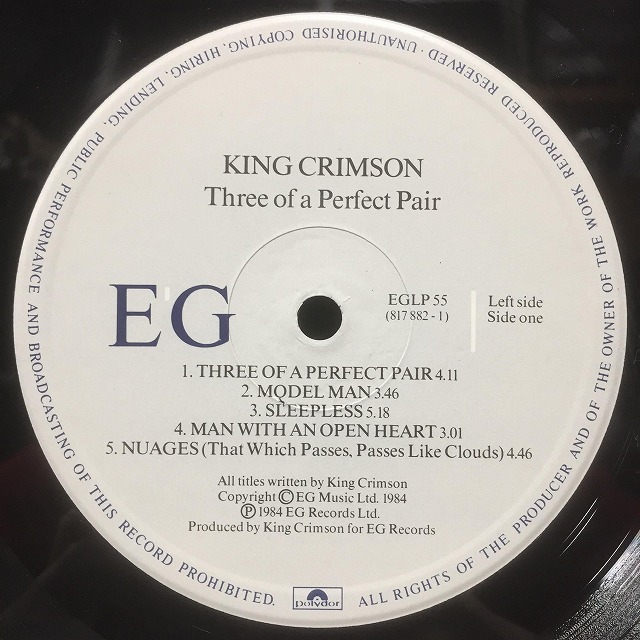 KING CRIMSON
Three of a Perfect Pair
E'G
EGLP 55
(817 882 - 1)
Left side
Side one
1. THREE OF A PERFECT PAIR 4.11
2. MODEL MAN 3.46
3. SLEEPLESS 5.18
4. MAN WITH AN OPEN HEART 3.01
5. NUAGES (That Which Passes, Passes Like Clouds) 4.46
All titles written by King Crimson
Copyright Ⓒ EG Music Ltd. 1984
Ⓟ 1984 EG Records Ltd.
Produced by King Crimson for EG Records
polydor
ALL RIGHTS OF THE PRODUCER AND OF THE OWNER OF THE WORK REPRODUCED RESERVED · UNAUTHORISED COPYING, HIRING, LENDING, PUBLIC PERFORMANCE AND BROADCASTING OF THIS RECORD PROHIBITED.